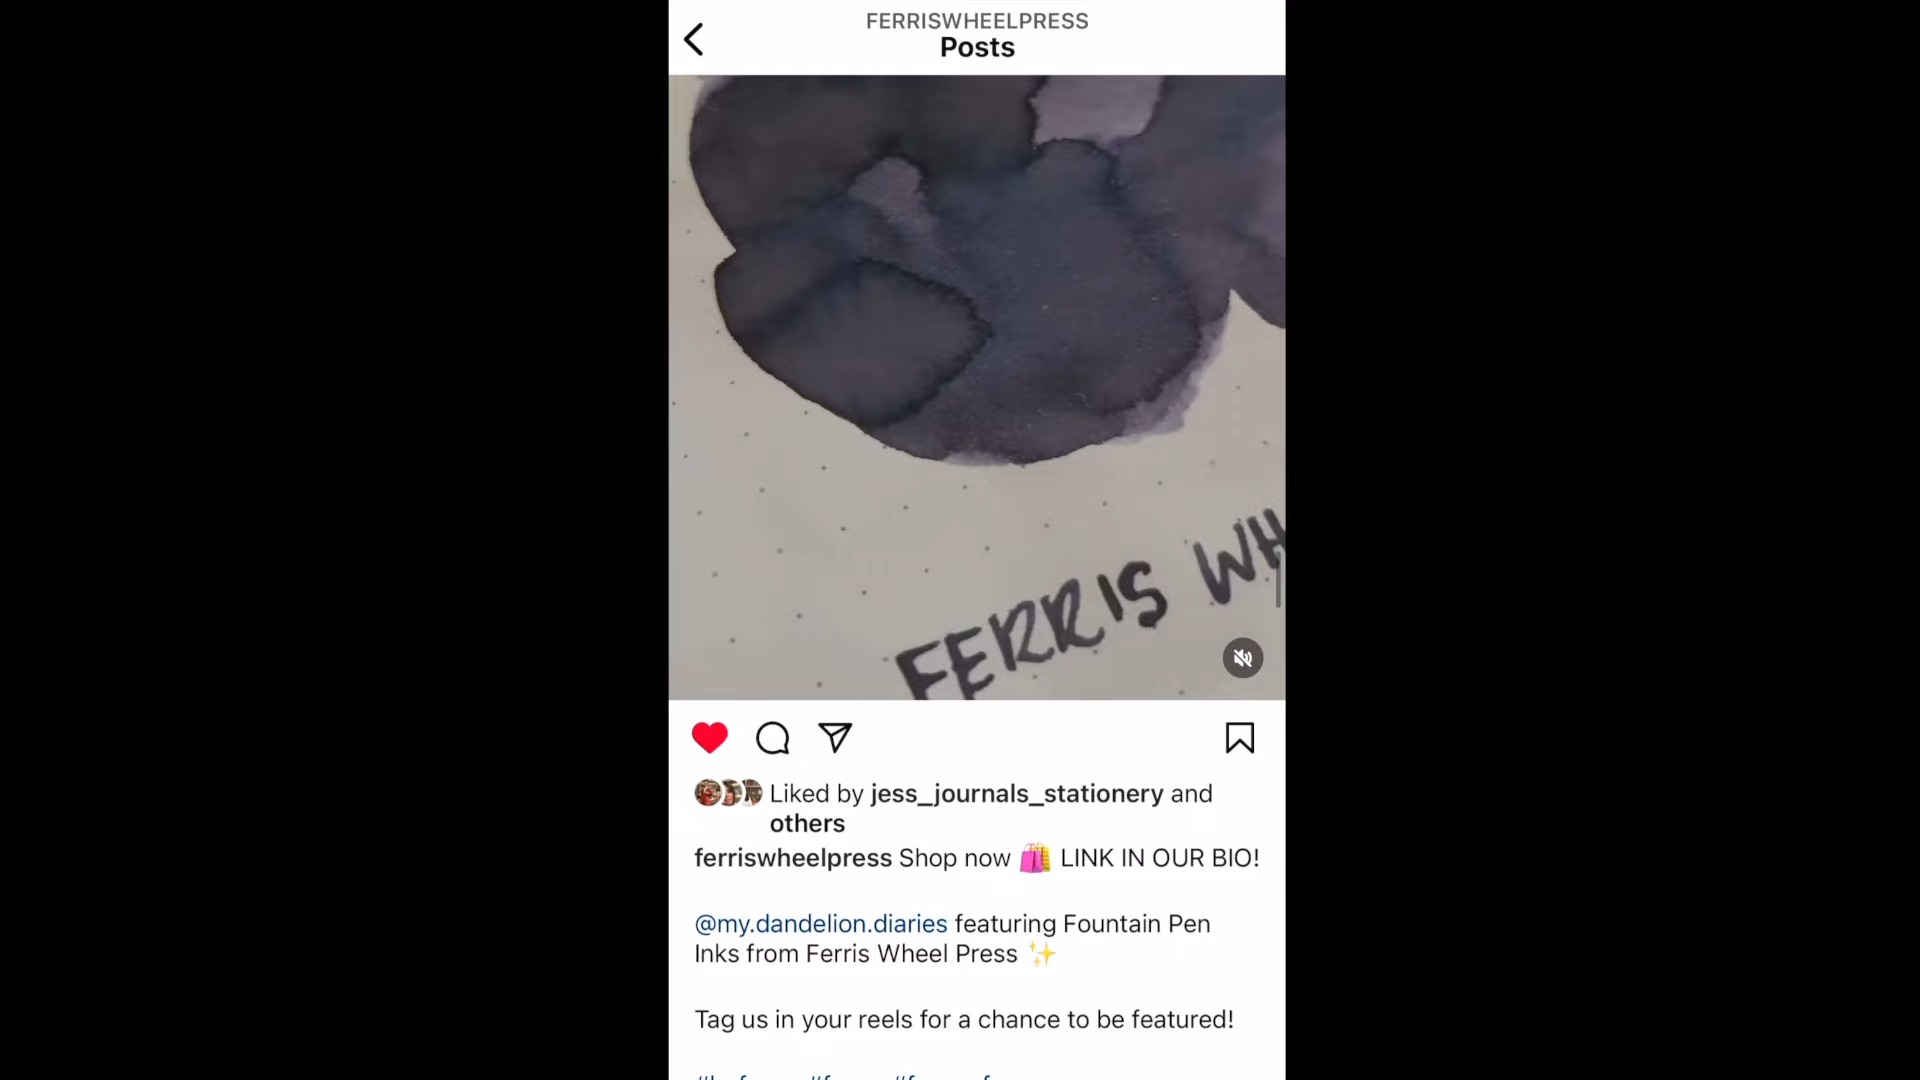 FERRISWHEELPRESS
Posts
FERRIS WH
Liked by jess_journals_stationery and
others
ferriswheelpress Shop now 🛍️ LINK IN OUR BIO!
@my.dandelion.diaries featuring Fountain Pen
Inks from Ferris Wheel Press ✨
Tag us in your reels for a chance to be featured!